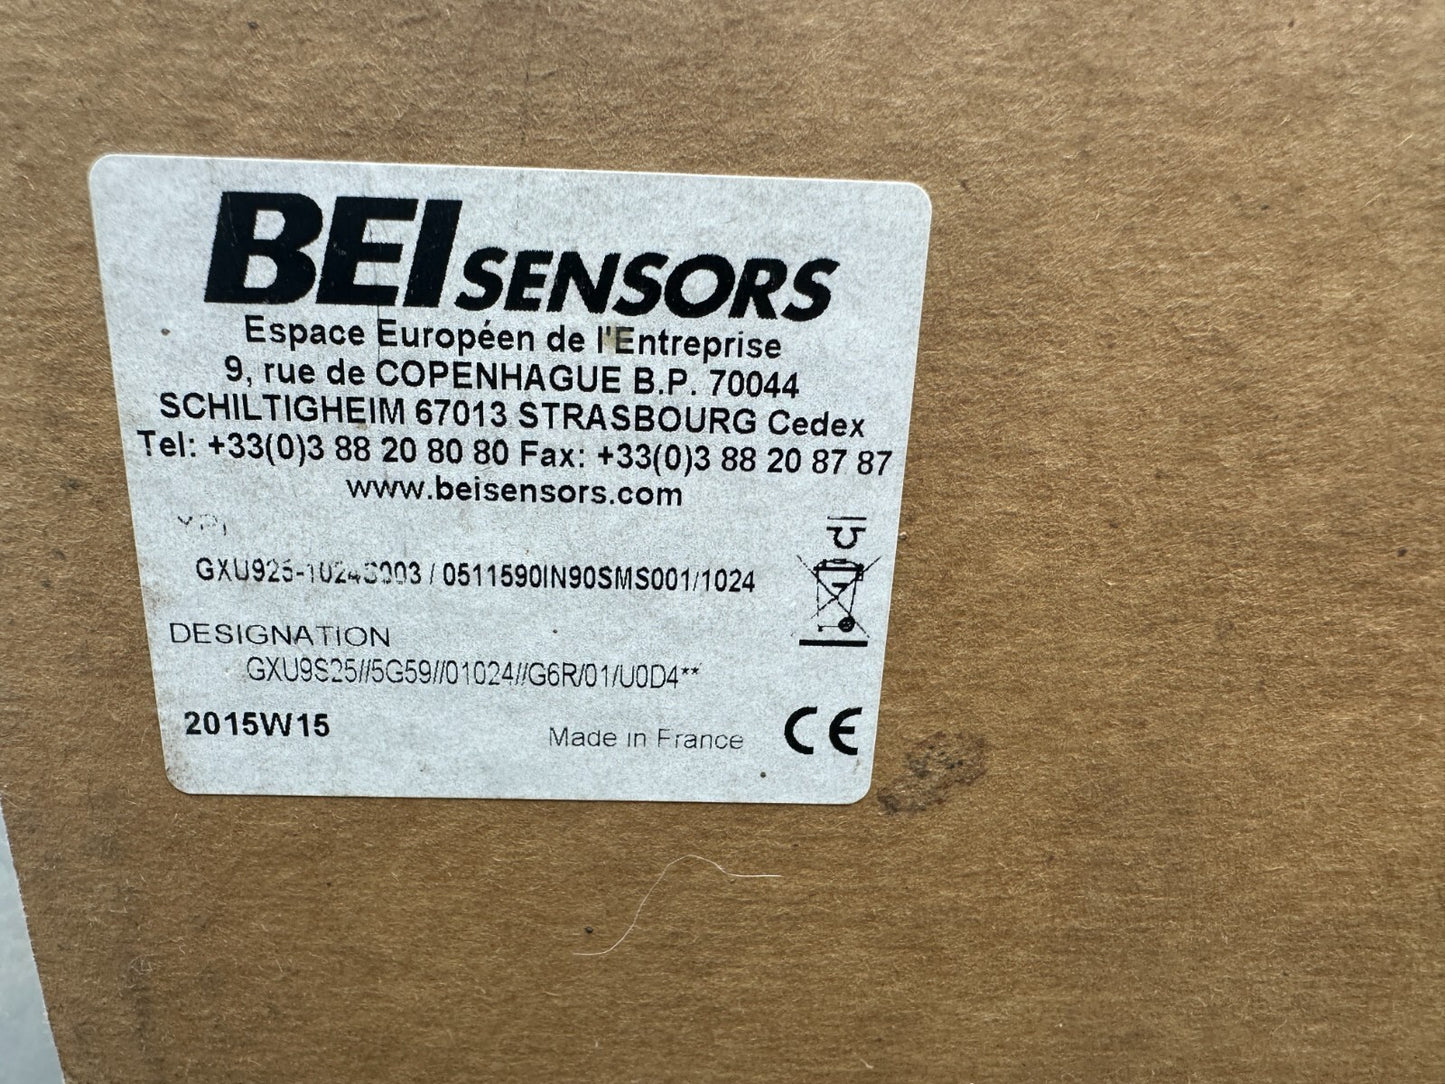 BEI SENSORS
Espace Européen de l'Entreprise
9, rue de COPENHAGUE B.P. 70044
SCHILTIGHEIM 67013 STRASBOURG Cedex
Tel: +33(0)3 88 20 80 80 Fax: +33(0)3 88 20 87 87
www.beisensors.com
/ 0511590IN90SMS001/1024
DESIGNATION
GXU9S25//5G59//01024//G6R/01/U0D4**
2015W15
Made in France
CE